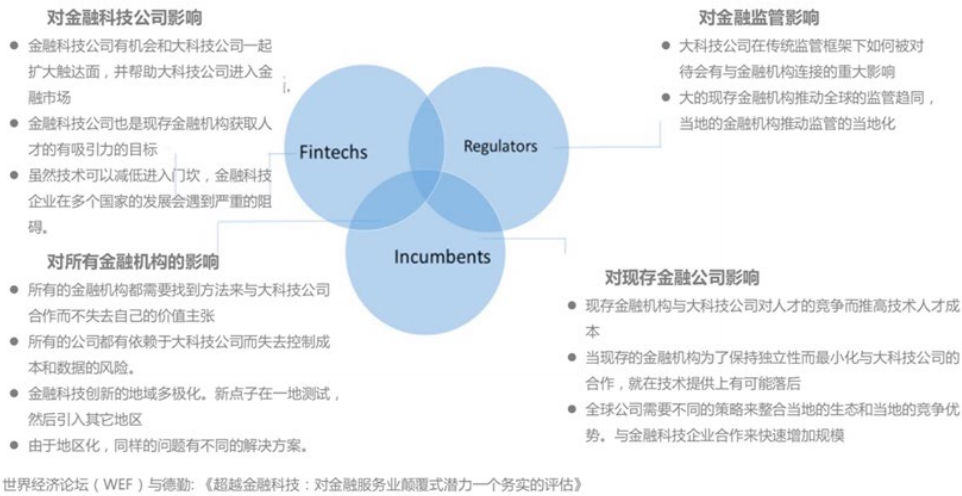 对金融科技公司影响
● 金融科技公司有机会和大科技公司一起
扩大触达面，并帮助大科技公司进入金
融市场
● 金融科技公司也是现存金融机构获取人
才的有吸引力的目标
● 虽然技术可以减低进入门坎，金融科技
企业在多个国家的发展会遇到严重的阻
碍。
对金融监管影响
● 大科技公司在传统监管框架下如何被对
待会有与金融机构连接的重大影响
● 大的现存金融机构推动全球的监管趋同，
当地的金融机构推动监管的当地化
Fintechs
Regulators
Incumbents
对所有金融机构的影响
● 所有的金融机构都需要找到方法来与大科技公司
合作而不失去自己的价值主张
● 所有的公司都有依赖于大科技公司而失去控制成
本和数据的风险。
● 金融科技创新的地域多极化。新点子在一地测试，
然后引入其它地区
● 由于地区化，同样的问题有不同的解决方案。
对现存金融公司影响
● 现存金融机构与大科技公司对人才的竞争而推高技术人才成
本
● 当现存的金融机构为了保持独立性而最小化与大科技公司的
合作，就在技术提供上有可能落后
● 全球公司需要不同的策略来整合当地的生态和当地的竞争优
势。与金融科技企业合作来快速增加规模
世界经济论坛（WEF）与德勤:《超越金融科技：对金融服务业颠覆式潜力一个务实的评估》